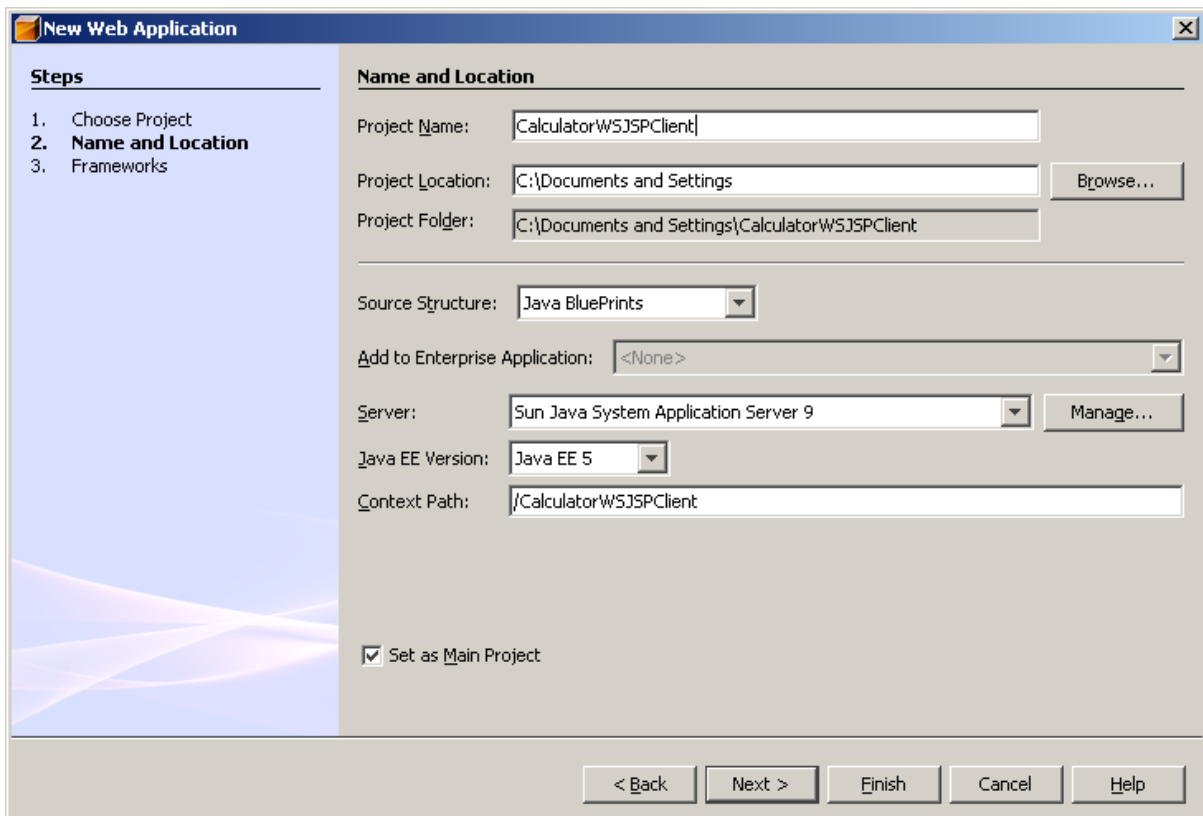 New Web Application
Steps
1. Choose Project
2. Name and Location
3. Frameworks
Name and Location
Project Name: CalculatorWSJSPClient
Project Location: C:\Documents and Settings Browse...
Project Folder: C:\Documents and Settings\CalculatorWSJSPClient
Source Structure: Java BluePrints
Add to Enterprise Application: <None>
Server: Sun Java System Application Server 9 Manage...
Java EE Version: Java EE 5
Context Path: /CalculatorWSJSPClient
Set as Main Project
< Back Next > Finish Cancel Help